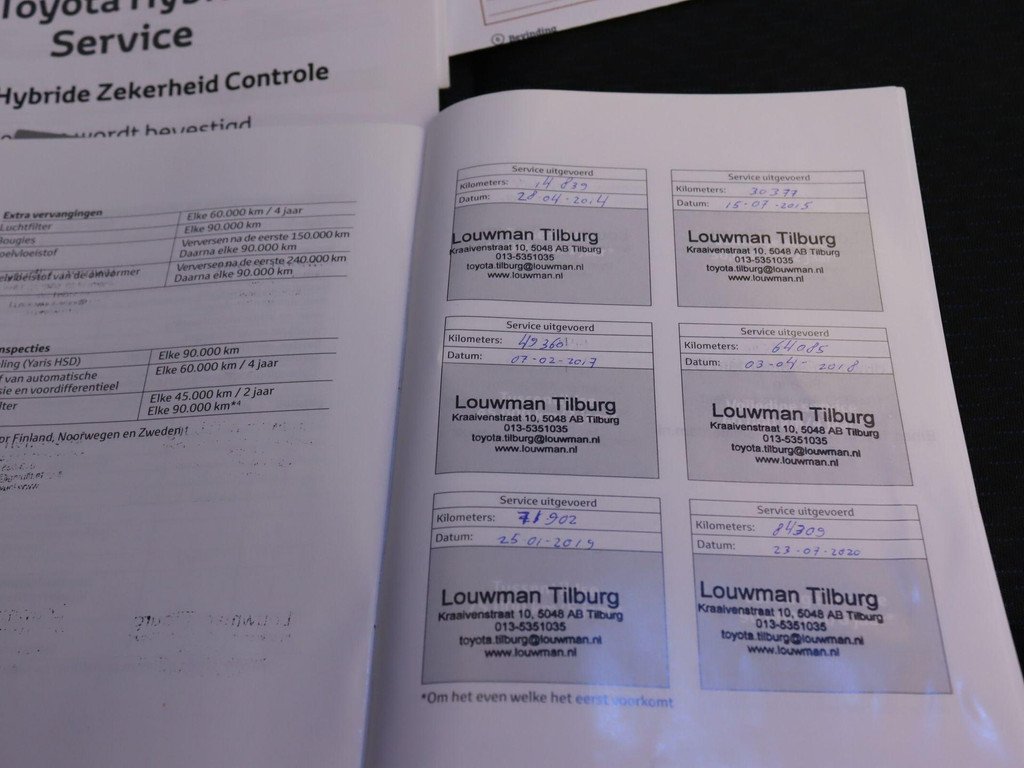 Toyota Hybri
Service
Hybride Zekerheid Controle
wordt bevestigd
Bevinding
Extra vervangingen
Elke 60.000 km / 4 jaar
Luchtfilter
Elke 90.000 km
Bougies
Verversen na de eerste 150.000 km
Daarna elke 90.000 km
oelvloeistof
Verversen na de eerste 240.000 km
Daarna elke 90.000 km
van de omvormer
nspecties
Elke 90.000 km
ling (Yaris HSD)
Elke 60.000 km / 4 jaar
f van automatische
sie en voordifferentieel
Elke 45.000 km / 2 jaar
lter
Elke 90.000 km*⁴
or Finland, Noorwegen en Zweden)
Service uitgevoerd
Kilometers: 14 839
Datum: 28 04-2014
Louwman Tilburg
Kraaivenstraat 10, 5048 AB Tilburg
013-5351035
toyota.tilburg@louwman.nl
www.louwman.nl
Service uitgevoerd
Kilometers: 30377
Datum: 15-07-2015
Louwman Tilburg
Kraaivenstraat 10, 5048 AB Tilburg
013-5351035
toyota.tilburg@louwman.nl
www.louwman.nl
Service uitgevoerd
Kilometers: 49360
Datum: 07-02-2017
Louwman Tilburg
Kraaivenstraat 10, 5048 AB Tilburg
013-5351035
toyota.tilburg@louwman.nl
www.louwman.nl
Service uitgevoerd
Kilometers: 64085
Datum: 03-04-2018
Louwman Tilburg
Kraaivenstraat 10, 5048 AB Tilburg
013-5351035
toyota.tilburg@louwman.nl
www.louwman.nl
Service uitgevoerd
Kilometers: 71902
Datum: 25 01-2019
Louwman Tilburg
Kraaivenstraat 10, 5048 AB Tilburg
013-5351035
toyota.tilburg@louwman.nl
www.louwman.nl
Service uitgevoerd
Kilometers: 84309
Datum: 23-07-2020
Louwman Tilburg
Kraaivenstraat 10, 5048 AB Tilburg
013-5351035
toyota.tilburg@louwman.nl
www.louwman.nl
*Om het even welke het eerst voorkomt